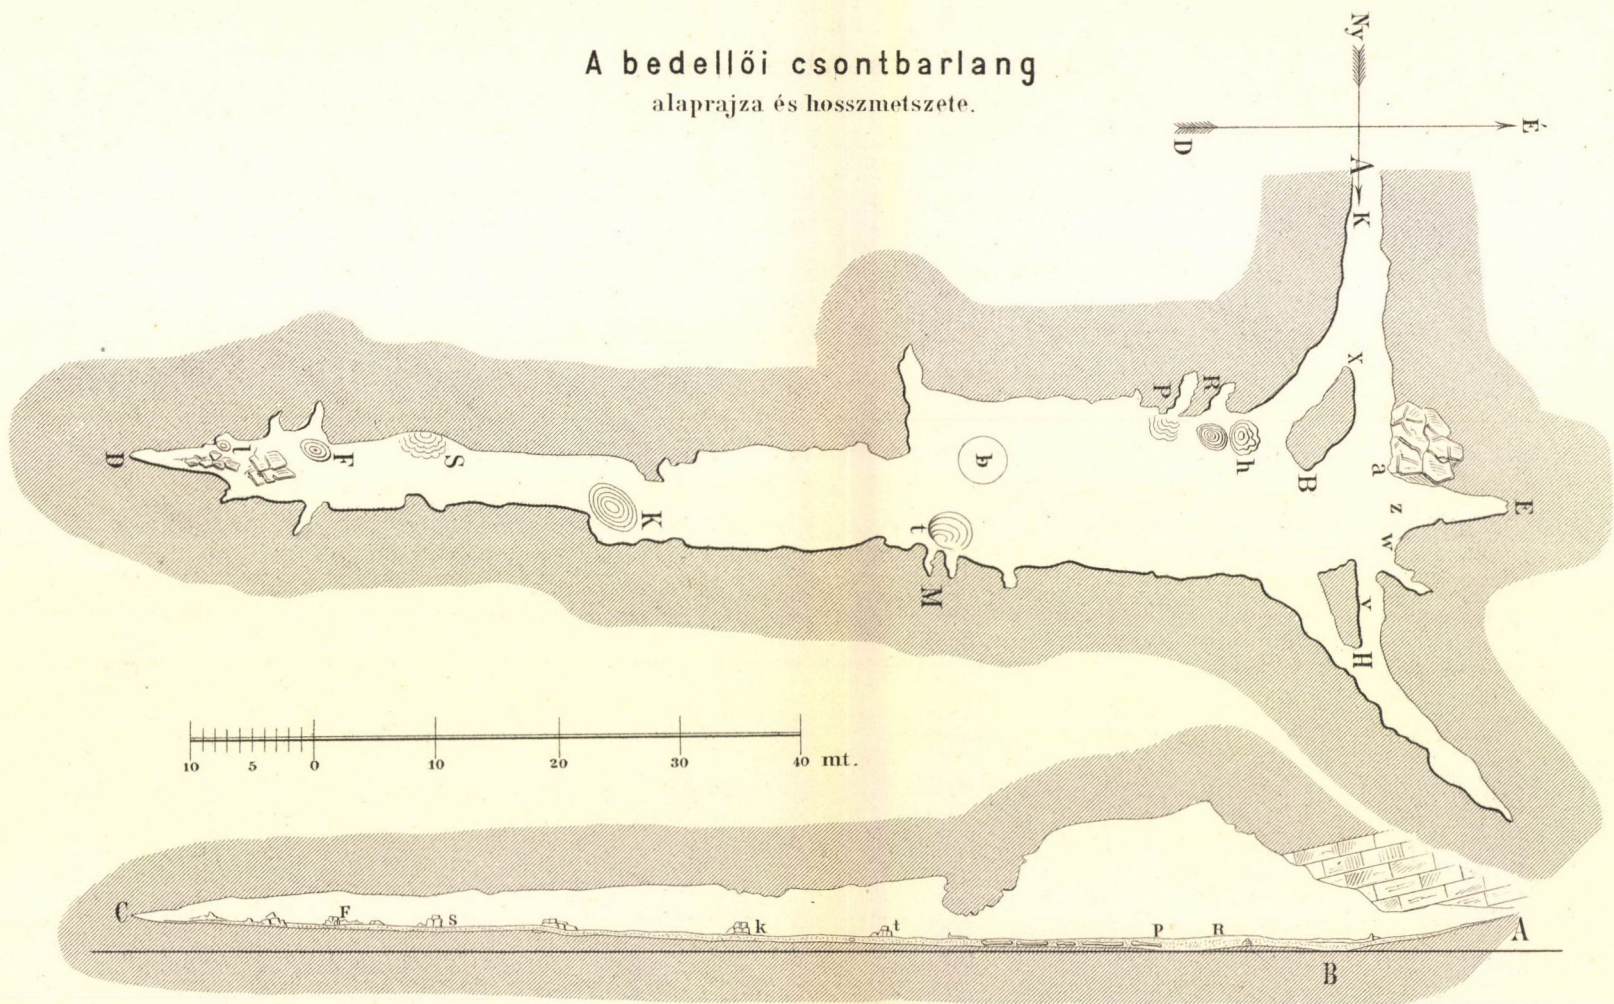 A bedellői csontbarlang
alaprajza és hosszmetszete.
Ny
D
É
A
K
x
P
R
h
B
a
z
w
E
v
H
b
t
M
D
l
F
S
K
10 5 0 10 20 30 40 mt.
C
F
s
k
t
P
R
A
B